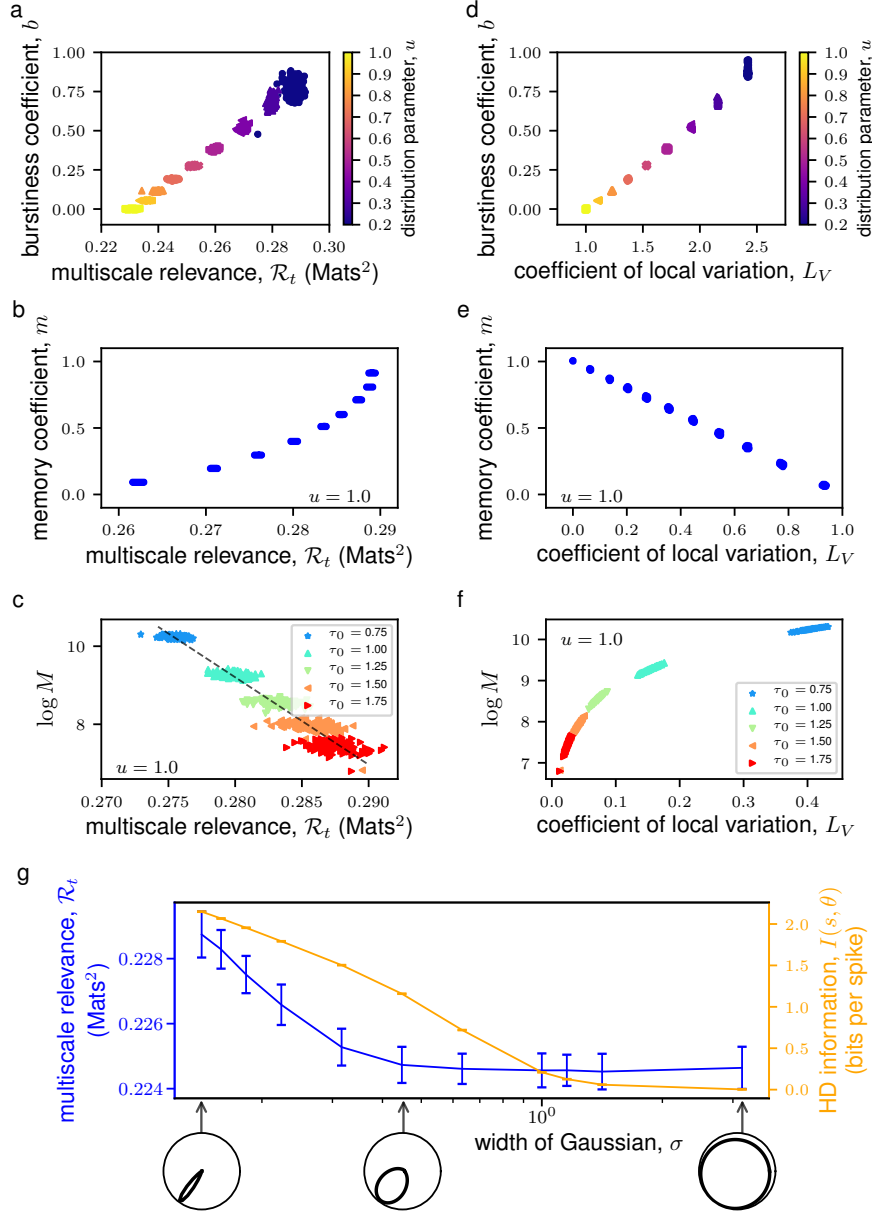 a
burstiness coefficient, b
1.00
0.75
0.50
0.25
0.00
0.22
0.24
0.26
0.28
0.30
multiscale relevance, ℛₜ (Mats²)
1.0
0.9
0.8
0.7
0.6
0.5
0.4
0.3
0.2
distribution parameter, u
d
burstiness coefficient, b
1.00
0.75
0.50
0.25
0.00
1.0
1.5
2.0
2.5
coefficient of local variation, L_V
1.0
0.9
0.8
0.7
0.6
0.5
0.4
0.3
0.2
distribution parameter, u
b
memory coefficient, m
1.0
0.5
0.0
u = 1.0
0.26
0.27
0.28
0.29
multiscale relevance, ℛₜ (Mats²)
e
memory coefficient, m
1.0
0.5
0.0
u = 1.0
0.0
0.2
0.4
0.6
0.8
1.0
coefficient of local variation, L_V
c
log M
10
8
τ₀ = 0.75
τ₀ = 1.00
τ₀ = 1.25
τ₀ = 1.50
τ₀ = 1.75
u = 1.0
0.270
0.275
0.280
0.285
0.290
multiscale relevance, ℛₜ (Mats²)
f
log M
10
9
8
7
u = 1.0
τ₀ = 0.75
τ₀ = 1.00
τ₀ = 1.25
τ₀ = 1.50
τ₀ = 1.75
0.0
0.1
0.2
0.3
0.4
coefficient of local variation, L_V
g
multiscale relevance, ℛₜ
(Mats²)
0.228
0.226
0.224
2.0
1.5
1.0
0.5
0.0
HD information, I(s, θ)
(bits per spike)
10⁰
width of Gaussian, σ